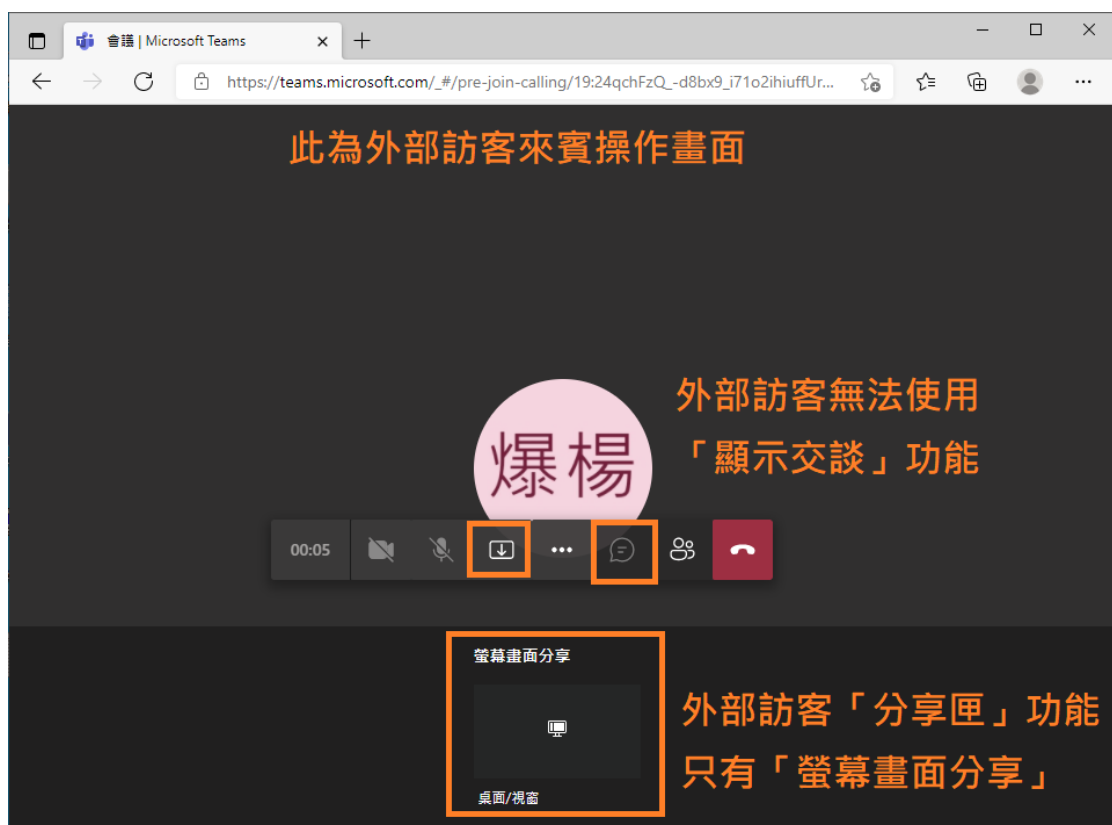 會議 | Microsoft Teams
https://teams.microsoft.com/_#/pre-join-calling/19:24qchFzQ_-d8bx9_i71o2ihiuffUr...
此為外部訪客來賓操作畫面
外部訪客無法使用
「顯示交談」功能
爆楊
00:05
螢幕畫面分享
外部訪客「分享匣」功能
只有「螢幕畫面分享」
桌面/視窗